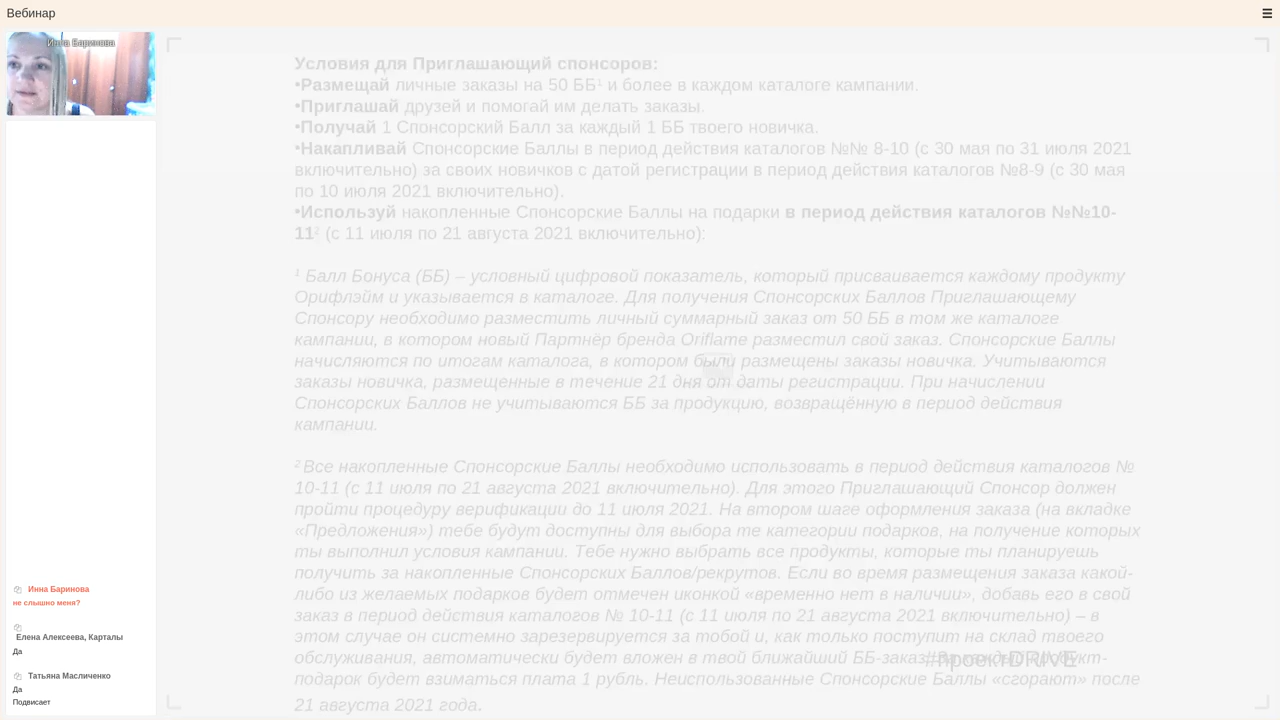 Вебинар
Инна Баринова
Условия для Приглашающий спонсоров:
•Размещай личные заказы на 50 ББ¹ и более в каждом каталоге кампании.
•Приглашай друзей и помогай им делать заказы.
•Получай 1 Спонсорский Балл за каждый 1 ББ твоего новичка.
•Накапливай Спонсорские Баллы в период действия каталогов №№ 8-10 (с 30 мая по 31 июля 2021
включительно) за своих новичков с датой регистрации в период действия каталогов №8-9 (с 30 мая
по 10 июля 2021 включительно).
•Используй накопленные Спонсорские Баллы на подарки в период действия каталогов №№10-
11² (с 11 июля по 21 августа 2021 включительно):
¹ Балл Бонуса (ББ) – условный цифровой показатель, который присваивается каждому продукту
Орифлэйм и указывается в каталоге. Для получения Спонсорских Баллов Приглашающему
Спонсору необходимо разместить личный суммарный заказ от 50 ББ в том же каталоге
кампании, в котором новый Партнёр бренда Oriflame разместил свой заказ. Спонсорские Баллы
начисляются по итогам каталога, в котором были размещены заказы новичка. Учитываются
заказы новичка, размещенные в течение 21 дня от даты регистрации. При начислении
Спонсорских Баллов не учитываются ББ за продукцию, возвращённую в период действия
кампании.
² Все накопленные Спонсорские Баллы необходимо использовать в период действия каталогов №
10-11 (с 11 июля по 21 августа 2021 включительно). Для этого Приглашающий Спонсор должен
пройти процедуру верификации до 11 июля 2021. На втором шаге оформления заказа (на вкладке
«Предложения») тебе будут доступны для выбора те категории подарков, на получение которых
ты выполнил условия кампании. Тебе нужно выбрать все продукты, которые ты планируешь
получить за накопленные Спонсорских Баллов/рекрутов. Если во время размещения заказа какой-
либо из желаемых подарков будет отмечен иконкой «временно нет в наличии», добавь его в свой
заказ в период действия каталогов № 10-11 (с 11 июля по 21 августа 2021 включительно) – в
этом случае он системно зарезервируется за тобой и, как только поступит на склад твоего
обслуживания, автоматически будет вложен в твой ближайший ББ-заказ. За каждый продукт-
#проектDRIVE
подарок будет взиматься плата 1 рубль. Неиспользованные Спонсорские Баллы «сгорают» после
21 августа 2021 года.
Инна Баринова
не слышно меня?
Елена Алексеева, Карталы
Да
Татьяна Масличенко
Да
Подвисает